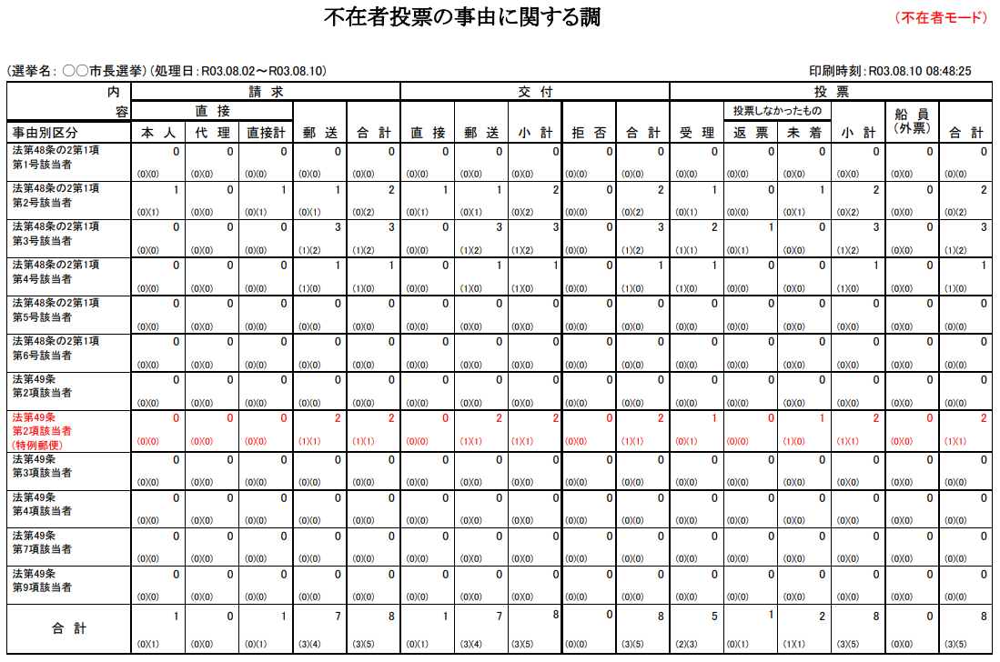 不在者投票の事由に関する調
(不在者モード)
(選挙名: 〇〇市長選挙) (処理日:R03.08.02～R03.08.10)
印刷時刻:R03.08.10 08:48:25
内 請 求 交 付 投 票
容 直 接 投票しなかったもの 船 員
事由別区分 本 人 代 理 直接計 郵 送 合 計 直 接 郵 送 小 計 拒 否 合 計 受 理 返 票 未 着 小 計 (外票) 合 計
法第48条の2第1項 0 0 0 0 0 0 0 0 0 0 0 0 0 0 0 0
第1号該当者
(0)(0) (0)(0) (0)(0) (0)(0) (0)(0) (0)(0) (0)(0) (0)(0) (0)(0) (0)(0) (0)(0) (0)(0) (0)(0) (0)(0) (0)(0) (0)(0)
法第48条の2第1項 1 0 1 1 2 1 1 2 0 2 1 0 1 2 0 2
第2号該当者
(0)(1) (0)(0) (0)(1) (0)(1) (0)(2) (0)(1) (0)(1) (0)(2) (0)(0) (0)(2) (0)(1) (0)(0) (0)(1) (0)(2) (0)(0) (0)(2)
法第48条の2第1項 0 0 0 3 3 0 3 3 0 3 2 1 0 3 0 3
第3号該当者
(0)(0) (0)(0) (0)(0) (1)(2) (1)(2) (0)(0) (1)(2) (1)(2) (0)(0) (1)(2) (1)(1) (0)(1) (0)(0) (1)(2) (0)(0) (1)(2)
法第48条の2第1項 0 0 0 1 1 0 1 1 0 1 1 0 0 1 0 1
第4号該当者
(0)(0) (0)(0) (0)(0) (1)(0) (1)(0) (0)(0) (1)(0) (1)(0) (0)(0) (1)(0) (1)(0) (0)(0) (0)(0) (1)(0) (0)(0) (1)(0)
法第48条の2第1項 0 0 0 0 0 0 0 0 0 0 0 0 0 0 0 0
第5号該当者
(0)(0) (0)(0) (0)(0) (0)(0) (0)(0) (0)(0) (0)(0) (0)(0) (0)(0) (0)(0) (0)(0) (0)(0) (0)(0) (0)(0) (0)(0) (0)(0)
法第48条の2第1項 0 0 0 0 0 0 0 0 0 0 0 0 0 0 0 0
第6号該当者
(0)(0) (0)(0) (0)(0) (0)(0) (0)(0) (0)(0) (0)(0) (0)(0) (0)(0) (0)(0) (0)(0) (0)(0) (0)(0) (0)(0) (0)(0) (0)(0)
法第49条 0 0 0 0 0 0 0 0 0 0 0 0 0 0 0 0
第2項該当者
(0)(0) (0)(0) (0)(0) (0)(0) (0)(0) (0)(0) (0)(0) (0)(0) (0)(0) (0)(0) (0)(0) (0)(0) (0)(0) (0)(0) (0)(0) (0)(0)
法第49条 0 0 0 2 2 0 2 2 0 2 1 0 1 2 0 2
第2項該当者
(特例郵便) (0)(0) (0)(0) (0)(0) (1)(1) (1)(1) (0)(0) (1)(1) (1)(1) (0)(0) (1)(1) (0)(1) (0)(0) (1)(0) (1)(1) (0)(0) (1)(1)
法第49条 0 0 0 0 0 0 0 0 0 0 0 0 0 0 0 0
第3項該当者
(0)(0) (0)(0) (0)(0) (0)(0) (0)(0) (0)(0) (0)(0) (0)(0) (0)(0) (0)(0) (0)(0) (0)(0) (0)(0) (0)(0) (0)(0) (0)(0)
法第49条 0 0 0 0 0 0 0 0 0 0 0 0 0 0 0 0
第4項該当者
(0)(0) (0)(0) (0)(0) (0)(0) (0)(0) (0)(0) (0)(0) (0)(0) (0)(0) (0)(0) (0)(0) (0)(0) (0)(0) (0)(0) (0)(0) (0)(0)
法第49条 0 0 0 0 0 0 0 0 0 0 0 0 0 0 0 0
第7項該当者
(0)(0) (0)(0) (0)(0) (0)(0) (0)(0) (0)(0) (0)(0) (0)(0) (0)(0) (0)(0) (0)(0) (0)(0) (0)(0) (0)(0) (0)(0) (0)(0)
法第49条 0 0 0 0 0 0 0 0 0 0 0 0 0 0 0 0
第9項該当者
(0)(0) (0)(0) (0)(0) (0)(0) (0)(0) (0)(0) (0)(0) (0)(0) (0)(0) (0)(0) (0)(0) (0)(0) (0)(0) (0)(0) (0)(0) (0)(0)
合 計 1 0 1 7 8 1 7 8 0 8 5 1 2 8 0 8
(0)(1) (0)(0) (0)(1) (3)(4) (3)(5) (0)(1) (3)(4) (3)(5) (0)(0) (3)(5) (2)(3) (0)(1) (1)(1) (3)(5) (0)(0) (3)(5)